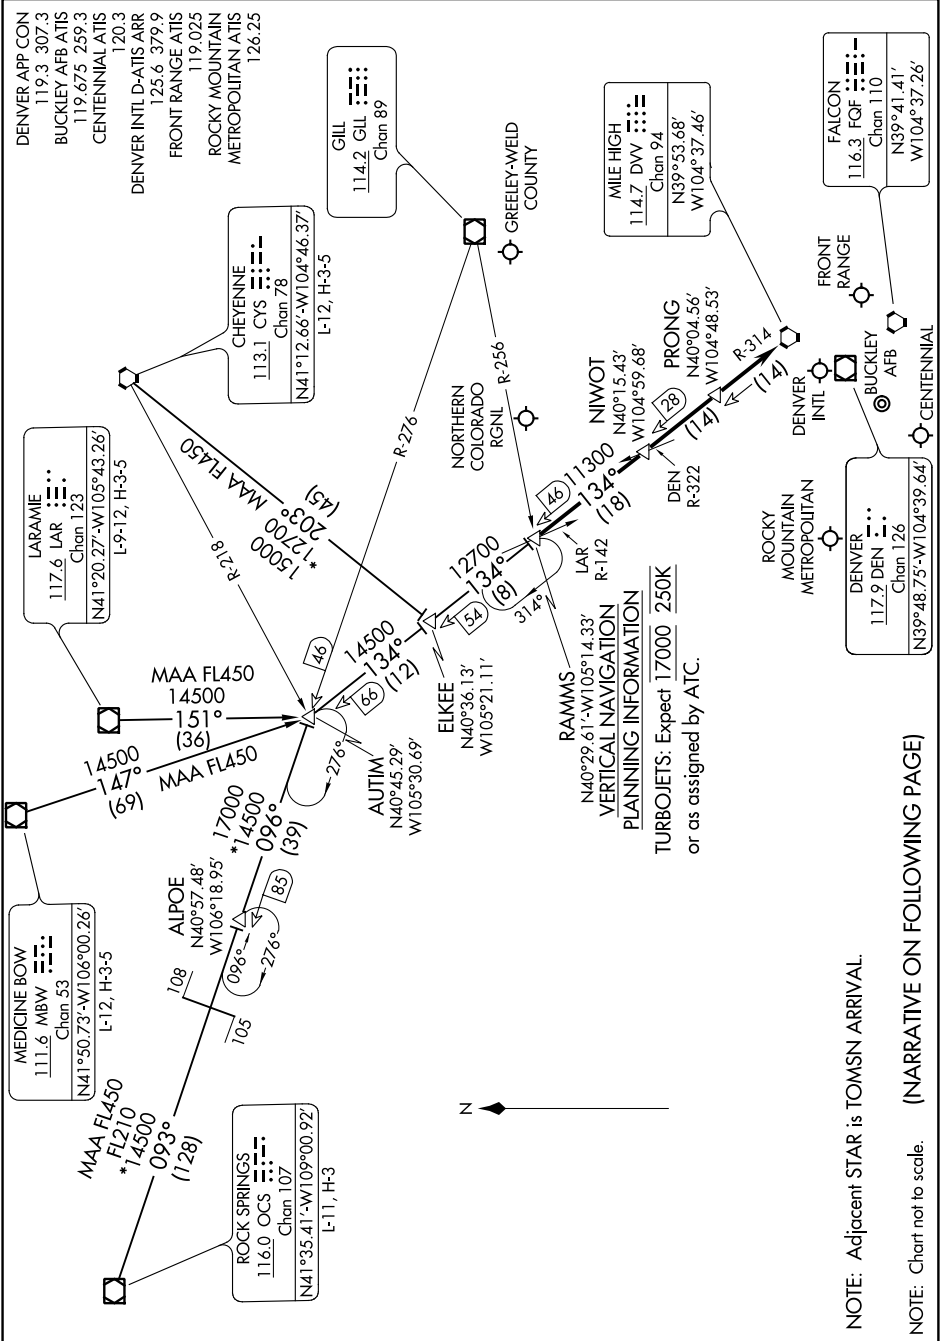 DENVER APP CON
119.3 307.3
BUCKLEY AFB ATIS
119.675 259.3
CENTENNIAL ATIS
120.3
DENVER INTL D-ATIS ARR
125.6 379.9
FRONT RANGE ATIS
119.025
ROCKY MOUNTAIN
METROPOLITAN ATIS
126.25
MEDICINE BOW
111.6 MBW
Chan 53
N41°50.73'-W106°00.26'
L-12, H-3-5
LARAMIE
117.6 LAR
Chan 123
N41°20.27'-W105°43.26'
L-9-12, H-3-5
CHEYENNE
113.1 CYS
Chan 78
N41°12.66'-W104°46.37'
L-12, H-3-5
GILL
114.2 GLL
Chan 89
ROCK SPRINGS
116.0 OCS
Chan 107
N41°35.41'-W109°00.92'
L-11, H-3
MAA FL450
FL210
*14500
093°
(128)
108
105
ALPOE
N40°57.48'
W106°18.95'
85
096°
276°
17000
*14500
096°
(39)
14500
147°
(69)
MAA FL450
MAA FL450
14500
151°
(36)
R-218
MAA FL450
15000
*12700
203°
(45)
R-276
R-256
46
66
276°
AUTIM
N40°45.29'
W105°30.69'
14500
134°
(12)
ELKEE
N40°36.13'
W105°21.11'
54
12700
134°
(8)
314°
RAMMS
N40°29.61'-W105°14.33'
VERTICAL NAVIGATION
PLANNING INFORMATION
TURBOJETS: Expect 17000 250K
or as assigned by ATC.
LAR
R-142
46
11300
134°
(18)
NORTHERN
COLORADO
RGNL
GREELEY-WELD
COUNTY
NIWOT
N40°15.43'
W104°59.68'
DEN
R-322
28
(14)
PRONG
N40°04.56'
W104°48.53'
(14)
R-314
MILE HIGH
114.7 DVV
Chan 94
N39°53.68'
W104°37.46'
ROCKY
MOUNTAIN
METROPOLITAN
DENVER
INTL
FRONT
RANGE
BUCKLEY
AFB
CENTENNIAL
DENVER
117.9 DEN
Chan 126
N39°48.75'-W104°39.64'
FALCON
116.3 FQF
Chan 110
N39°41.41'
W104°37.26'
N
NOTE: Adjacent STAR is TOMSN ARRIVAL.
NOTE: Chart not to scale.
(NARRATIVE ON FOLLOWING PAGE)